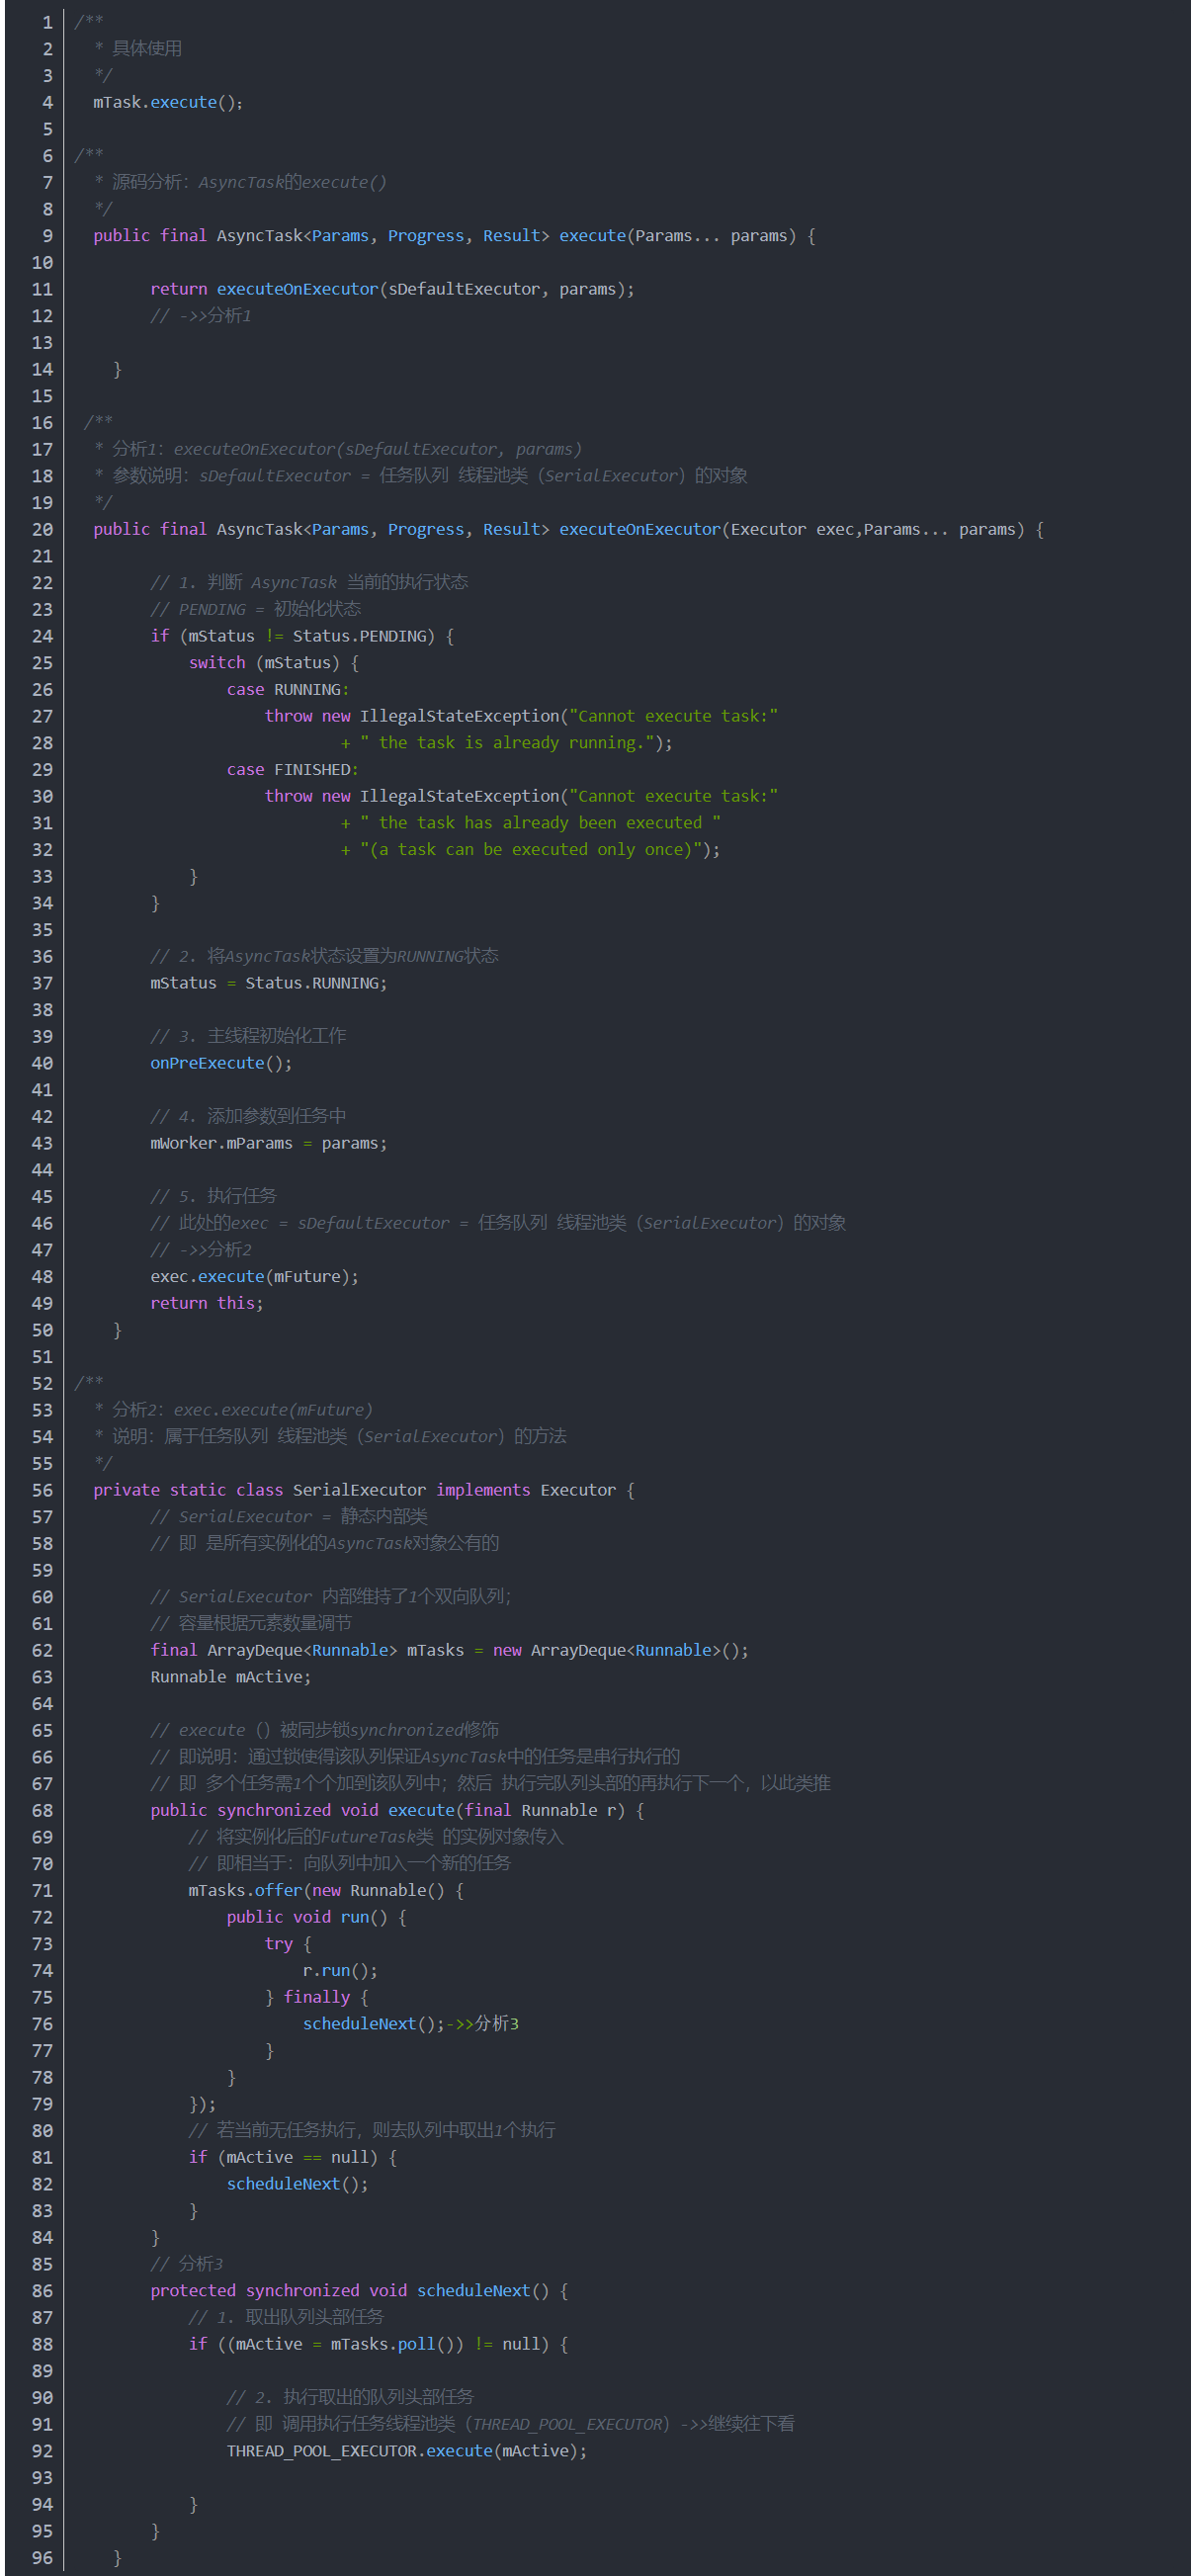 1 /**
2 * 具体使用
3 */
4 mTask.execute();
5
6 /**
7 * 源码分析：AsyncTask的execute()
8 */
9 public final AsyncTask<Params, Progress, Result> execute(Params... params) {
10
11 return executeOnExecutor(sDefaultExecutor, params);
12 // ->>分析1
13
14 }
15
16 /**
17 * 分析1：executeOnExecutor(sDefaultExecutor, params)
18 * 参数说明：sDefaultExecutor = 任务队列 线程池类（SerialExecutor）的对象
19 */
20 public final AsyncTask<Params, Progress, Result> executeOnExecutor(Executor exec,Params... params) {
21
22 // 1. 判断 AsyncTask 当前的执行状态
23 // PENDING = 初始化状态
24 if (mStatus != Status.PENDING) {
25 switch (mStatus) {
26 case RUNNING:
27 throw new IllegalStateException("Cannot execute task:"
28 + " the task is already running.");
29 case FINISHED:
30 throw new IllegalStateException("Cannot execute task:"
31 + " the task has already been executed "
32 + "(a task can be executed only once)");
33 }
34 }
35
36 // 2. 将AsyncTask状态设置为RUNNING状态
37 mStatus = Status.RUNNING;
38
39 // 3. 主线程初始化工作
40 onPreExecute();
41
42 // 4. 添加参数到任务中
43 mWorker.mParams = params;
44
45 // 5. 执行任务
46 // 此处的exec = sDefaultExecutor = 任务队列 线程池类（SerialExecutor）的对象
47 // ->>分析2
48 exec.execute(mFuture);
49 return this;
50 }
51
52 /**
53 * 分析2：exec.execute(mFuture)
54 * 说明：属于任务队列 线程池类（SerialExecutor）的方法
55 */
56 private static class SerialExecutor implements Executor {
57 // SerialExecutor = 静态内部类
58 // 即 是所有实例化的AsyncTask对象公有的
59
60 // SerialExecutor 内部维持了1个双向队列；
61 // 容量根据元素数量调节
62 final ArrayDeque<Runnable> mTasks = new ArrayDeque<Runnable>();
63 Runnable mActive;
64
65 // execute（）被同步锁synchronized修饰
66 // 即说明：通过锁使得该队列保证AsyncTask中的任务是串行执行的
67 // 即 多个任务需1个个加到该队列中；然后 执行完队列头部的再执行下一个，以此类推
68 public synchronized void execute(final Runnable r) {
69 // 将实例化后的FutureTask类 的实例对象传入
70 // 即相当于：向队列中加入一个新的任务
71 mTasks.offer(new Runnable() {
72 public void run() {
73 try {
74 r.run();
75 } finally {
76 scheduleNext();->>分析3
77 }
78 }
79 });
80 // 若当前无任务执行，则去队列中取出1个执行
81 if (mActive == null) {
82 scheduleNext();
83 }
84 }
85 // 分析3
86 protected synchronized void scheduleNext() {
87 // 1. 取出队列头部任务
88 if ((mActive = mTasks.poll()) != null) {
89
90 // 2. 执行取出的队列头部任务
91 // 即 调用执行任务线程池类（THREAD_POOL_EXECUTOR）->>继续往下看
92 THREAD_POOL_EXECUTOR.execute(mActive);
93
94 }
95 }
96 }